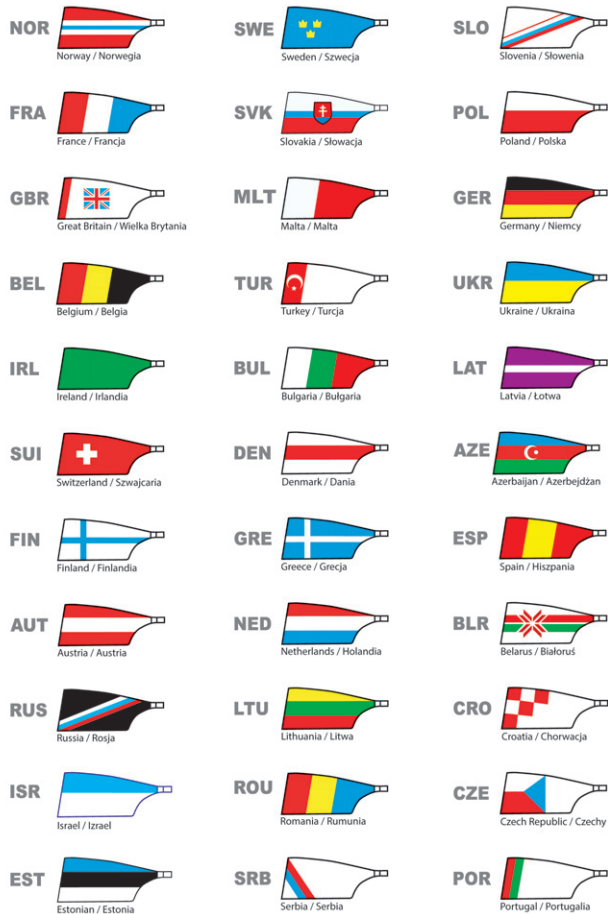 NOR
Norway / Norwegia
SWE
Sweden / Szwecja
SLO
Slovenia / Słowenia
FRA
France / Francja
SVK
Slovakia / Słowacja
POL
Poland / Polska
GBR
Great Britain / Wielka Brytania
MLT
Malta / Malta
GER
Germany / Niemcy
BEL
Belgium / Belgia
TUR
Turkey / Turcja
UKR
Ukraine / Ukraina
IRL
Ireland / Irlandia
BUL
Bulgaria / Bułgaria
LAT
Latvia / Łotwa
SUI
Switzerland / Szwajcaria
DEN
Denmark / Dania
AZE
Azerbaijan / Azerbejdżan
FIN
Finland / Finlandia
GRE
Greece / Grecja
ESP
Spain / Hiszpania
AUT
Austria / Austria
NED
Netherlands / Holandia
BLR
Belarus / Białoruś
RUS
Russia / Rosja
LTU
Lithuania / Litwa
CRO
Croatia / Chorwacja
ISR
Israel / Izrael
ROU
Romania / Rumunia
CZE
Czech Republic / Czechy
EST
Estonian / Estonia
SRB
Serbia / Serbia
POR
Portugal / Portugalia